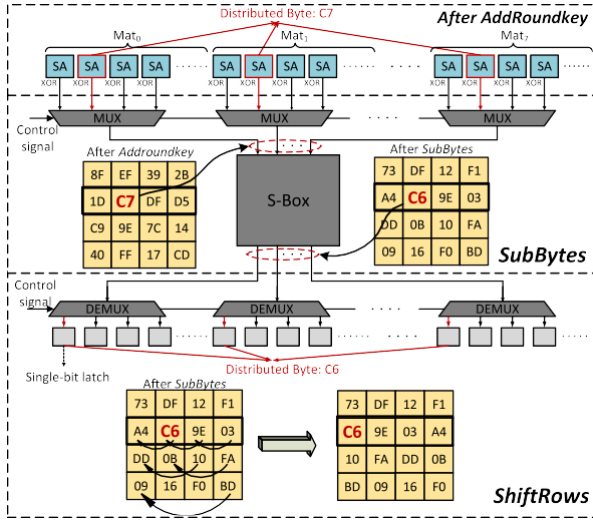 Distributed Byte: C7
After AddRoundkey
Mat0
Mat1
Mat7
SA SA SA SA SA SA SA SA SA SA SA SA
XOR XOR XOR XOR XOR XOR XOR XOR XOR XOR XOR XOR
MUX MUX MUX
Control
signal
After Addroundkey
8F EF 39 2B
1D C7 DF D5
C9 9E 7C 14
40 FF 17 CD
S-Box
After SubBytes
73 DF 12 F1
A4 C6 9E 03
DD 0B 10 FA
09 16 F0 BD
SubBytes
Control
signal
DEMUX DEMUX DEMUX
Distributed Byte: C6
Single-bit latch
After SubBytes
73 DF 12 F1
A4 C6 9E 03
DD 0B 10 FA
09 16 F0 BD
73 DF 12 F1
C6 9E 03 A4
10 FA DD 0B
BD 09 16 F0
ShiftRows